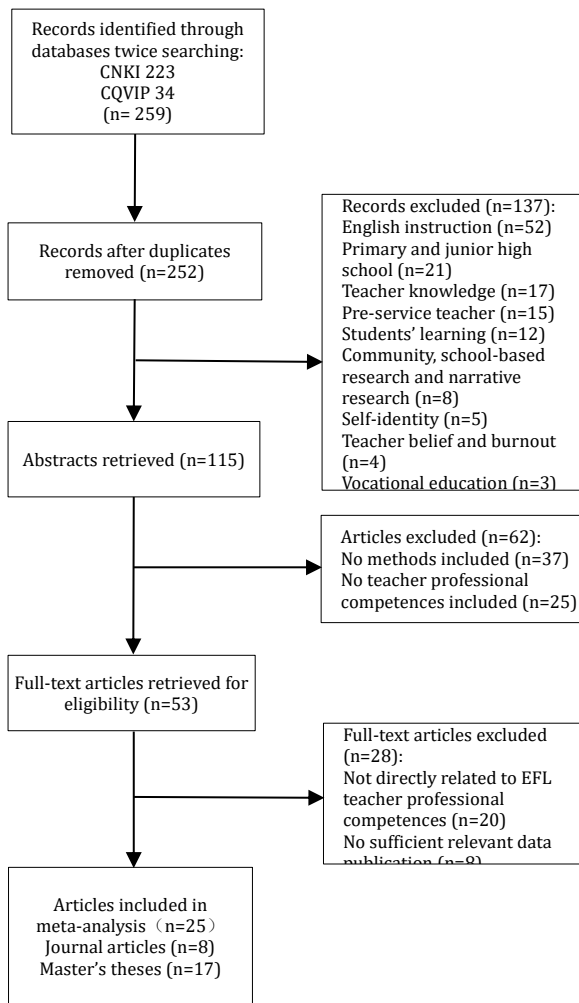 Records identified through
databases twice searching:
CNKI 223
CQVIP 34
(n= 259)
Records after duplicates
removed (n=252)
Records excluded (n=137):
English instruction (n=52)
Primary and junior high
school (n=21)
Teacher knowledge (n=17)
Pre-service teacher (n=15)
Students’ learning (n=12)
Community, school-based
research and narrative
research (n=8)
Self-identity (n=5)
Teacher belief and burnout
(n=4)
Vocational education (n=3)
Abstracts retrieved (n=115)
Articles excluded (n=62):
No methods included (n=37)
No teacher professional
competences included (n=25)
Full-text articles retrieved for
eligibility (n=53)
Full-text articles excluded
(n=28):
Not directly related to EFL
teacher professional
competences (n=20)
No sufficient relevant data
publication (n=8)
Articles included in
meta-analysis（n=25）
Journal articles (n=8)
Master’s theses (n=17)